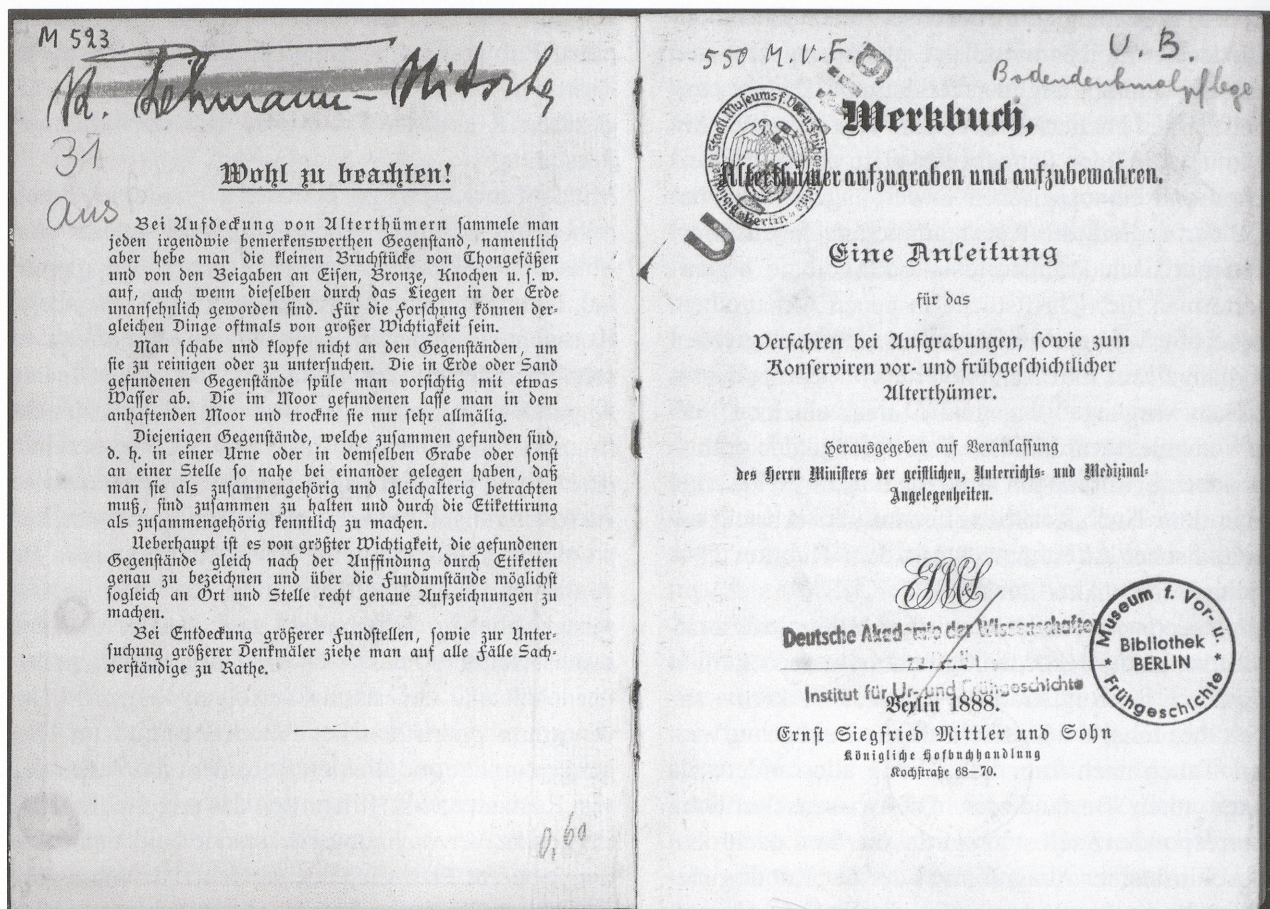 M 523
R. Lehmann-Nitsche
31
aus
Wohl zu beachten!
Bei Aufdeckung von Alterthümern sammele man
jeden irgendwie bemerkenswerthen Gegenstand, namentlich
aber hebe man die kleinen Bruchstücke von Thongefäßen
und von den Beigaben an Eisen, Bronze, Knochen u. s. w.
auf, auch wenn dieselben durch das Liegen in der Erde
unansehnlich geworden sind. Für die Forschung können der-
gleichen Dinge oftmals von großer Wichtigkeit sein.
Man schabe und klopfe nicht an den Gegenständen, um
sie zu reinigen oder zu untersuchen. Die in Erde oder Sand
gefundenen Gegenstände spüle man vorsichtig mit etwas
Wasser ab. Die im Moor gefundenen lasse man in dem
anhaftenden Moor und trockne sie nur sehr allmälig.
Diejenigen Gegenstände, welche zusammen gefunden sind,
d. h. in einer Urne oder in demselben Grabe oder sonst
an einer Stelle so nahe bei einander gelegen haben, daß
man sie als zusammengehörig und gleichalterig betrachten
muß, sind zusammen zu halten und durch die Etikettirung
als zusammengehörig kenntlich zu machen.
Ueberhaupt ist es von größter Wichtigkeit, die gefundenen
Gegenstände gleich nach der Auffindung durch Etiketten
genau zu bezeichnen und über die Fundumstände möglichst
sogleich an Ort und Stelle recht genaue Aufzeichnungen zu
machen.
Bei Entdeckung größerer Fundstellen, sowie zur Unter-
suchung größerer Denkmäler ziehe man auf alle Fälle Sach-
verständige zu Rathe.
0,60
550 M.V.F.
U. B.
Bodendenkmalpflege
Merkbuch,
Alterthümer aufzugraben und aufzubewahren.
Eine Anleitung
für das
Verfahren bei Aufgrabungen, sowie zum
Konserviren vor- und frühgeschichtlicher
Alterthümer.
Herausgegeben auf Veranlassung
des Herrn Ministers der geistlichen, Unterrichts- und Medizinal-
Angelegenheiten.
Deutsche Akademie der Wissenschaften
Institut für Ur- und Frühgeschichte
Berlin 1888.
Ernst Siegfried Mittler und Sohn
Königliche Hofbuchhandlung
Kochstraße 68–70.
Museum f. Vor- u.
Frühgeschichte
Bibliothek
BERLIN